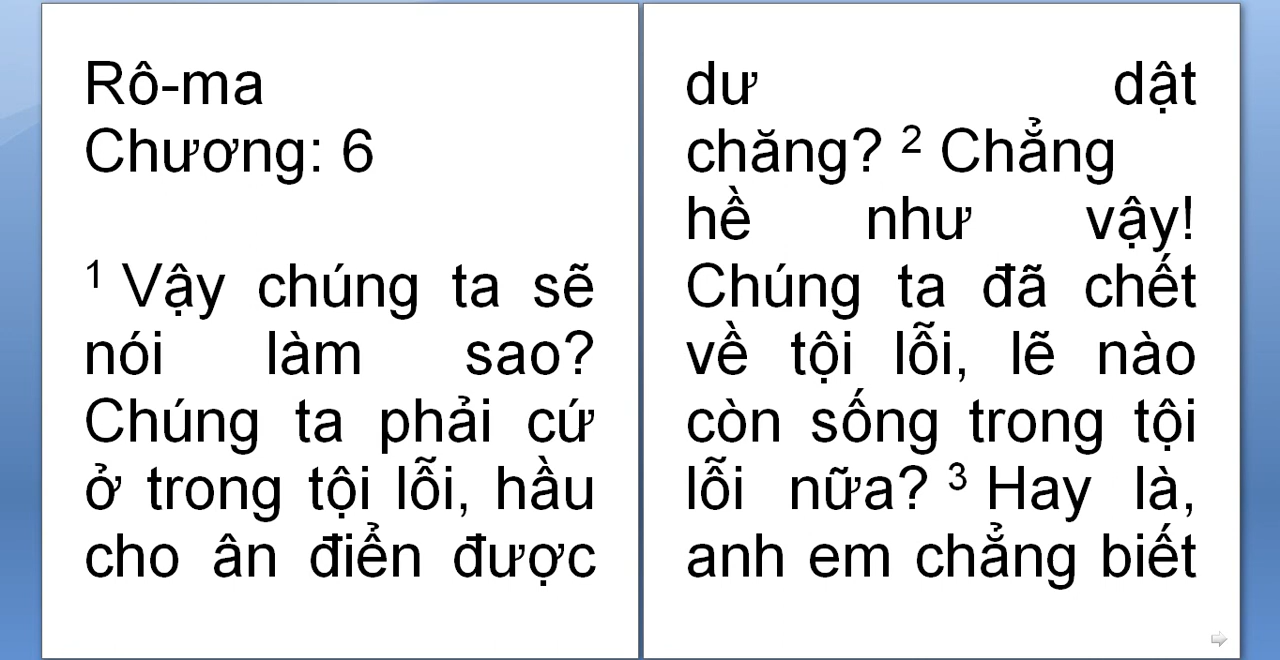 Rô-ma
Chương: 6
1 Vậy chúng ta sẽ
nói làm sao?
Chúng ta phải cứ
ở trong tội lỗi, hầu
cho ân điển được
dư dật
chăng? 2 Chẳng
hề như vậy!
Chúng ta đã chết
về tội lỗi, lẽ nào
còn sống trong tội
lỗi nữa? 3 Hay là,
anh em chẳng biết